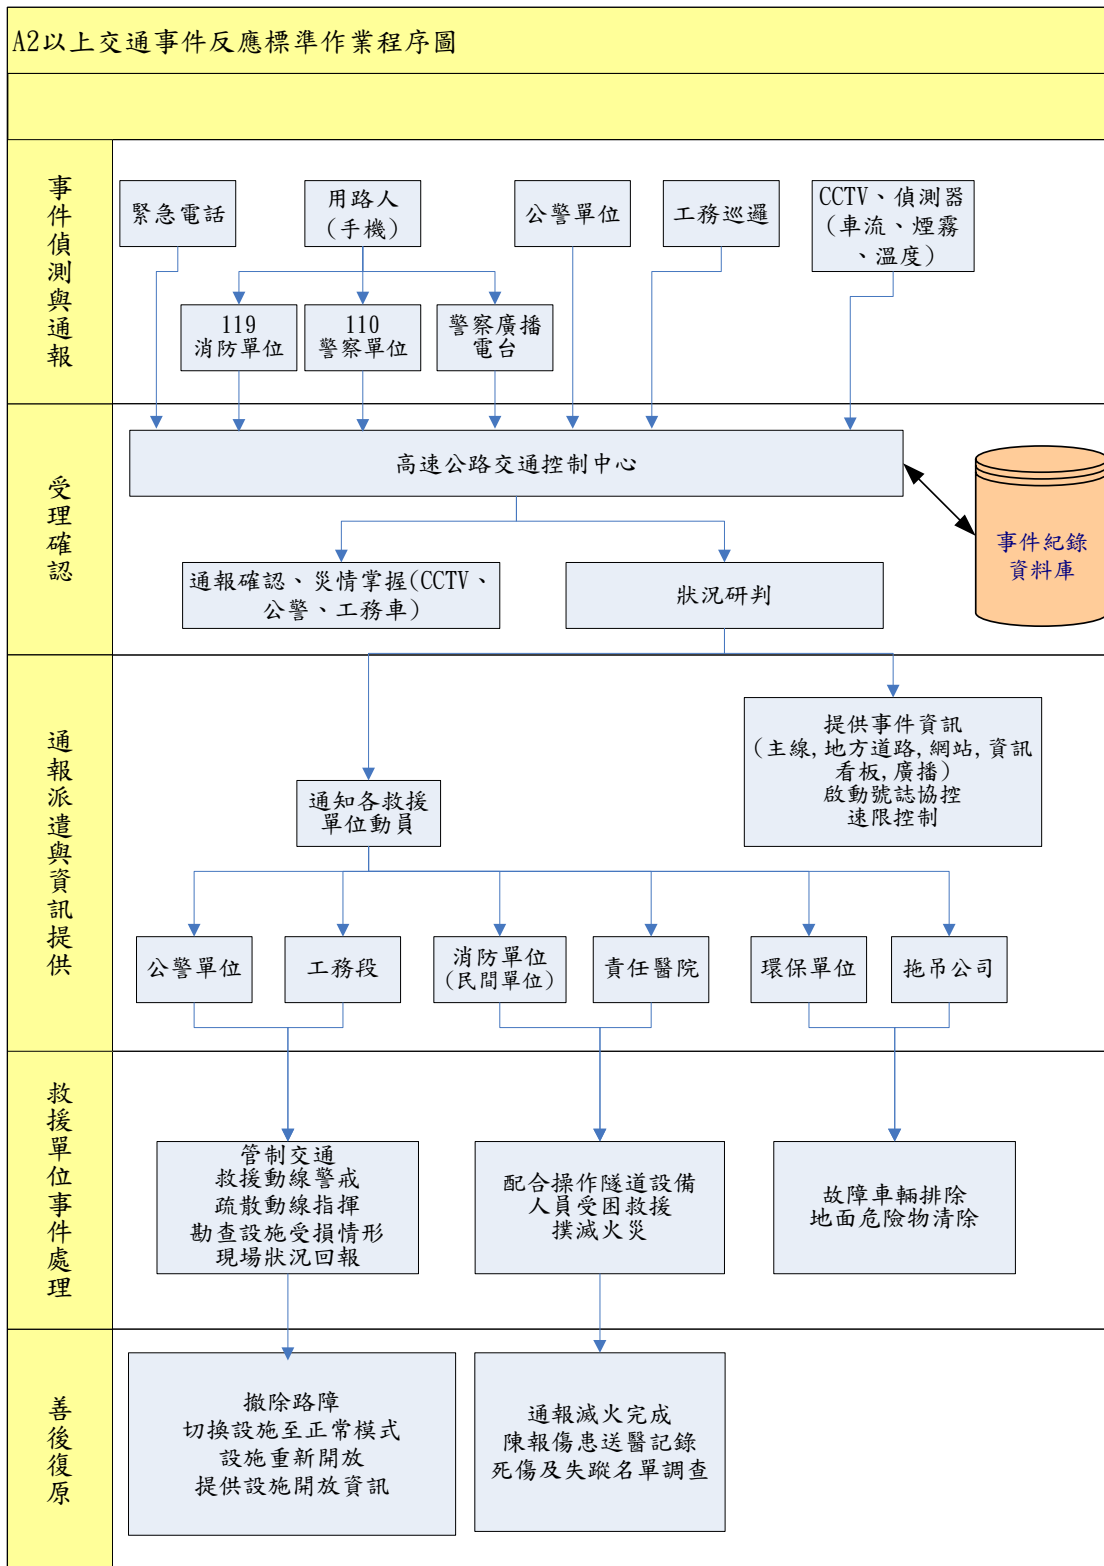 A2以上交通事件反應標準作業程序圖
事件偵測與通報
緊急電話
用路人
(手機)
公警單位
工務巡邏
CCTV、偵測器
(車流、煙霧
、溫度)
119
消防單位
110
警察單位
警察廣播
電台
受理確認
高速公路交通控制中心
事件紀錄
資料庫
通報確認、災情掌握(CCTV、
公警、工務車)
狀況研判
通報派遣與資訊提供
提供事件資訊
(主線,地方道路,網站,資訊
看板,廣播)
啟動號誌協控
速限控制
通知各救援
單位動員
公警單位
工務段
消防單位
(民間單位)
責任醫院
環保單位
拖吊公司
救援單位事件處理
管制交通
救援動線警戒
疏散動線指揮
勘查設施受損情形
現場狀況回報
配合操作隧道設備
人員受困救援
撲滅火災
故障車輛排除
地面危險物清除
善後復原
撤除路障
切換設施至正常模式
設施重新開放
提供設施開放資訊
通報滅火完成
陳報傷患送醫記錄
死傷及失蹤名單調查